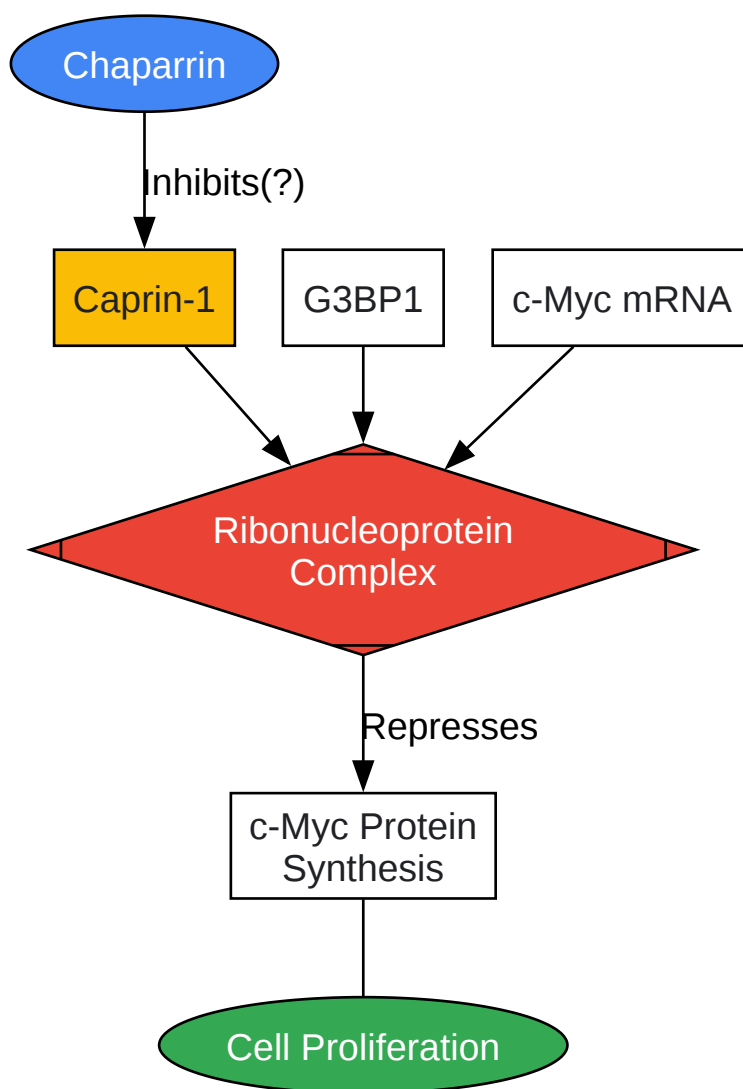 Chaparrin
Inhibits(?)
Caprin-1
G3BP1
c-Myc mRNA
Ribonucleoprotein
Complex
Represses
c-Myc Protein
Synthesis
Cell Proliferation